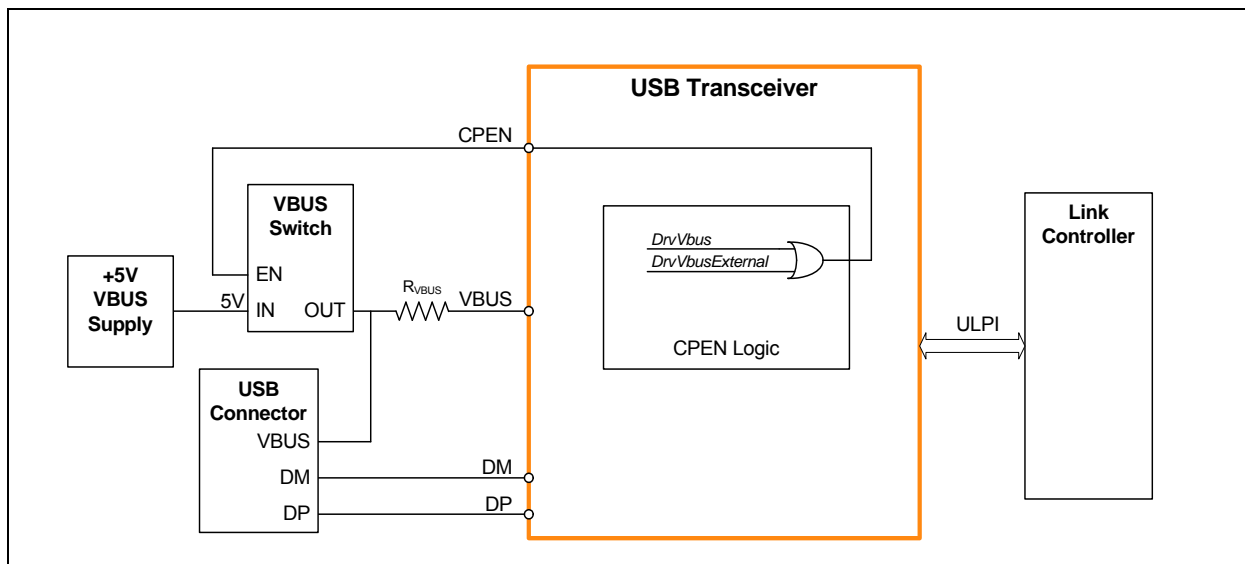 USB Transceiver
CPEN
VBUS
Switch
EN
5V
IN
OUT
+5V
VBUS
Supply
RVBUS
VBUS
DrvVbus
DrvVbusExternal
CPEN Logic
Link
Controller
ULPI
USB
Connector
VBUS
DM
DP
DM
DP